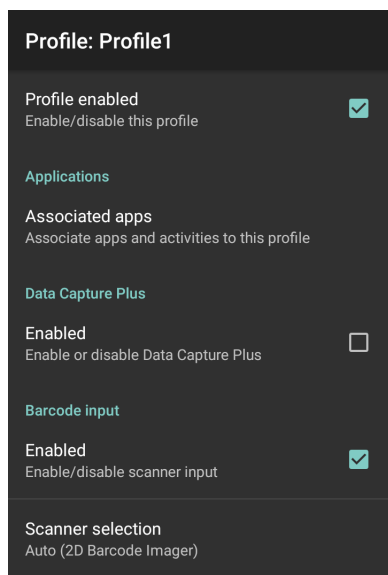 Profile: Profile1
Profile enabled
Enable/disable this profile
Applications
Associated apps
Associate apps and activities to this profile
Data Capture Plus
Enabled
Enable or disable Data Capture Plus
Barcode input
Enabled
Enable/disable scanner input
Scanner selection
Auto (2D Barcode Imager)